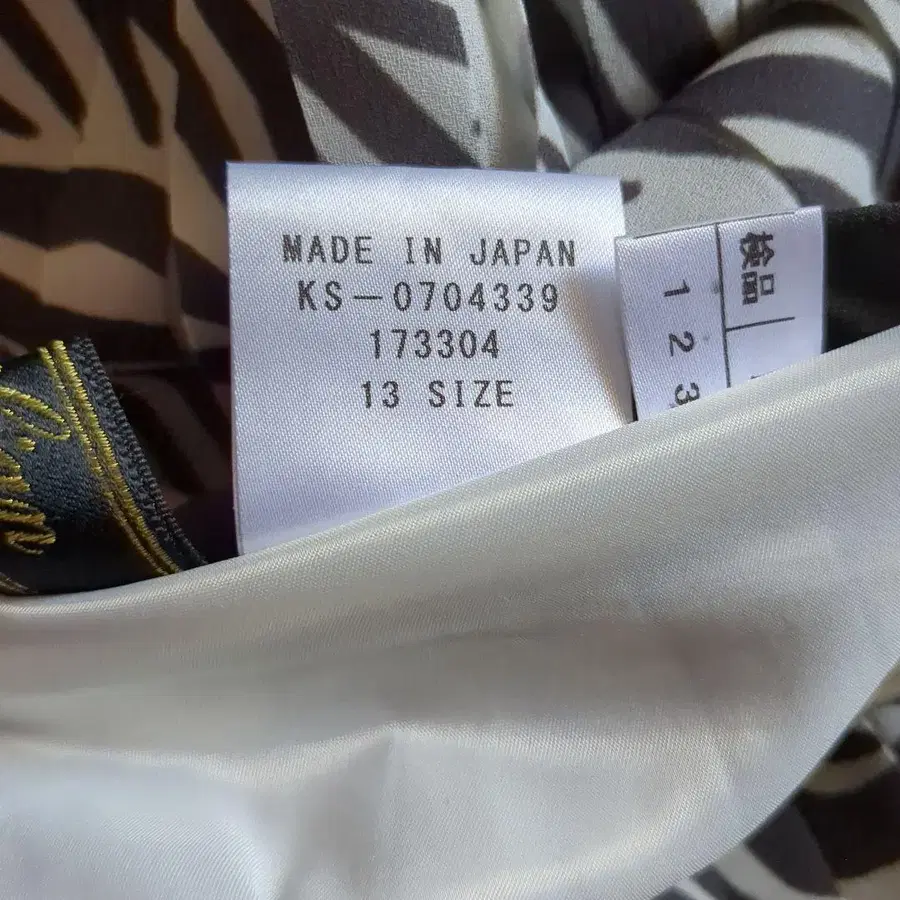 MADE IN JAPAN
KS-0704339
173304
13 SIZE
検品
1 2 3